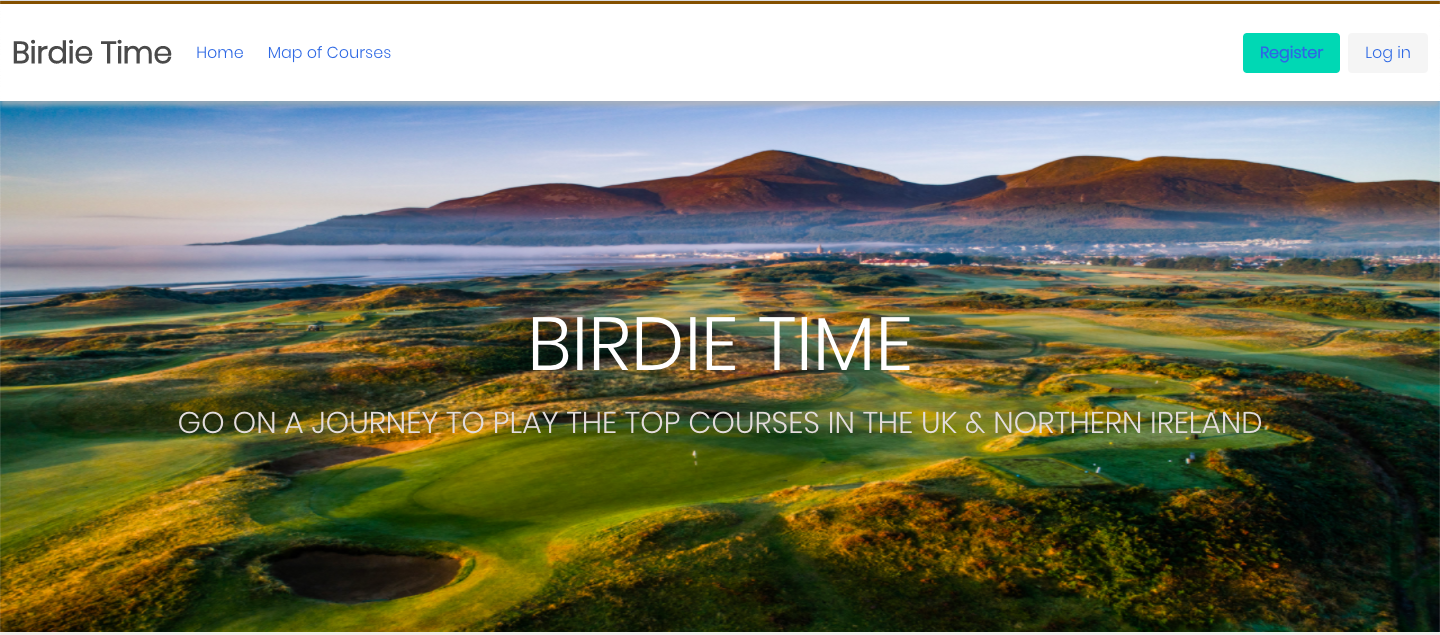 Birdie Time
Home
Map of Courses
Register
Log in
BIRDIE TIME
GO ON A JOURNEY TO PLAY THE TOP COURSES IN THE UK & NORTHERN IRELAND